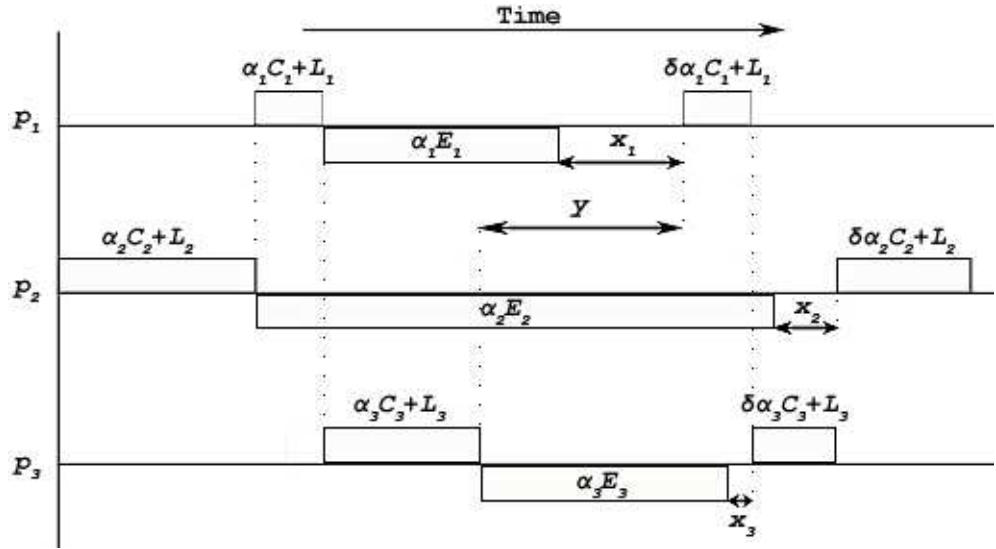 Time
α₁C₁+L₁
δα₁C₁+L₁
p₁
α₁E₁
x₁
y
α₂C₂+L₂
δα₂C₂+L₂
p₂
α₂E₂
x₂
α₃C₃+L₃
δα₃C₃+L₃
p₃
α₃E₃
x₃